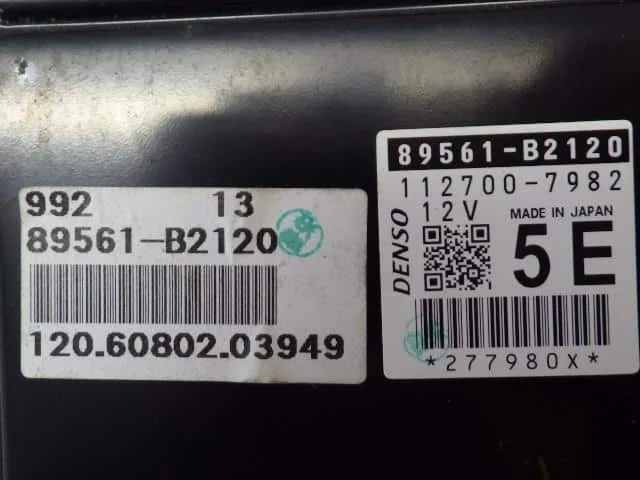 992 13
89561-B2120
120.60802.03949
89561-B2120
112700-7982
12V MADE IN JAPAN
DENSO
5E
*277980X*